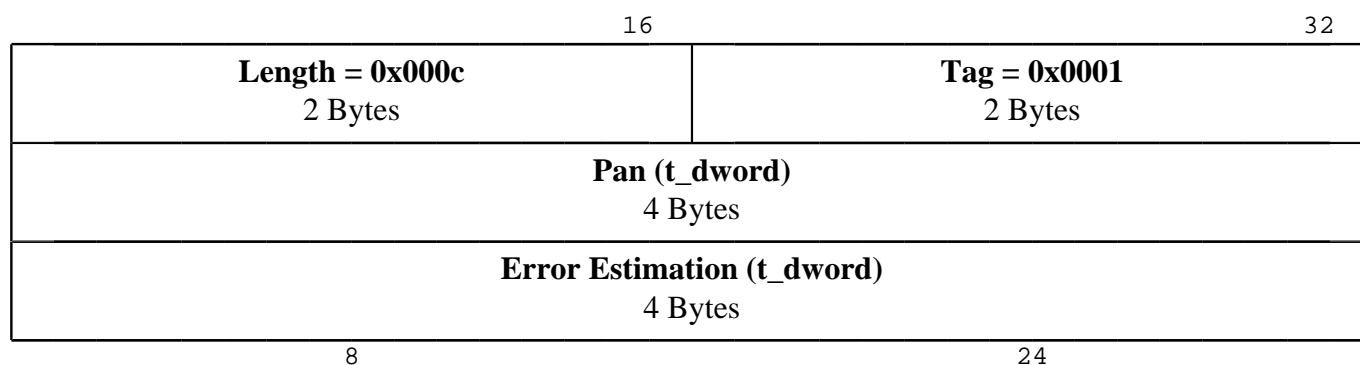 16 32
Length = 0x000c Tag = 0x0001
2 Bytes 2 Bytes
Pan (t_dword)
4 Bytes
Error Estimation (t_dword)
4 Bytes
8 24